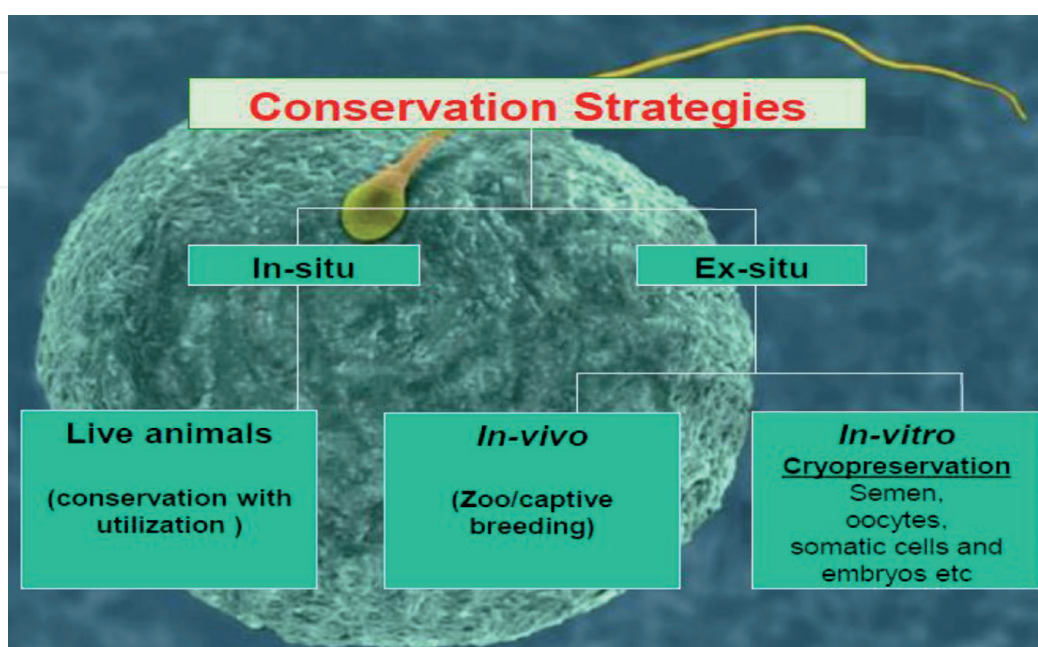 Conservation Strategies
In-situ
Ex-situ
Live animals
(conservation with
utilization )
In-vivo
(Zoo/captive
breeding)
In-vitro
Cryopreservation
Semen,
oocytes,
somatic cells and
embryos etc